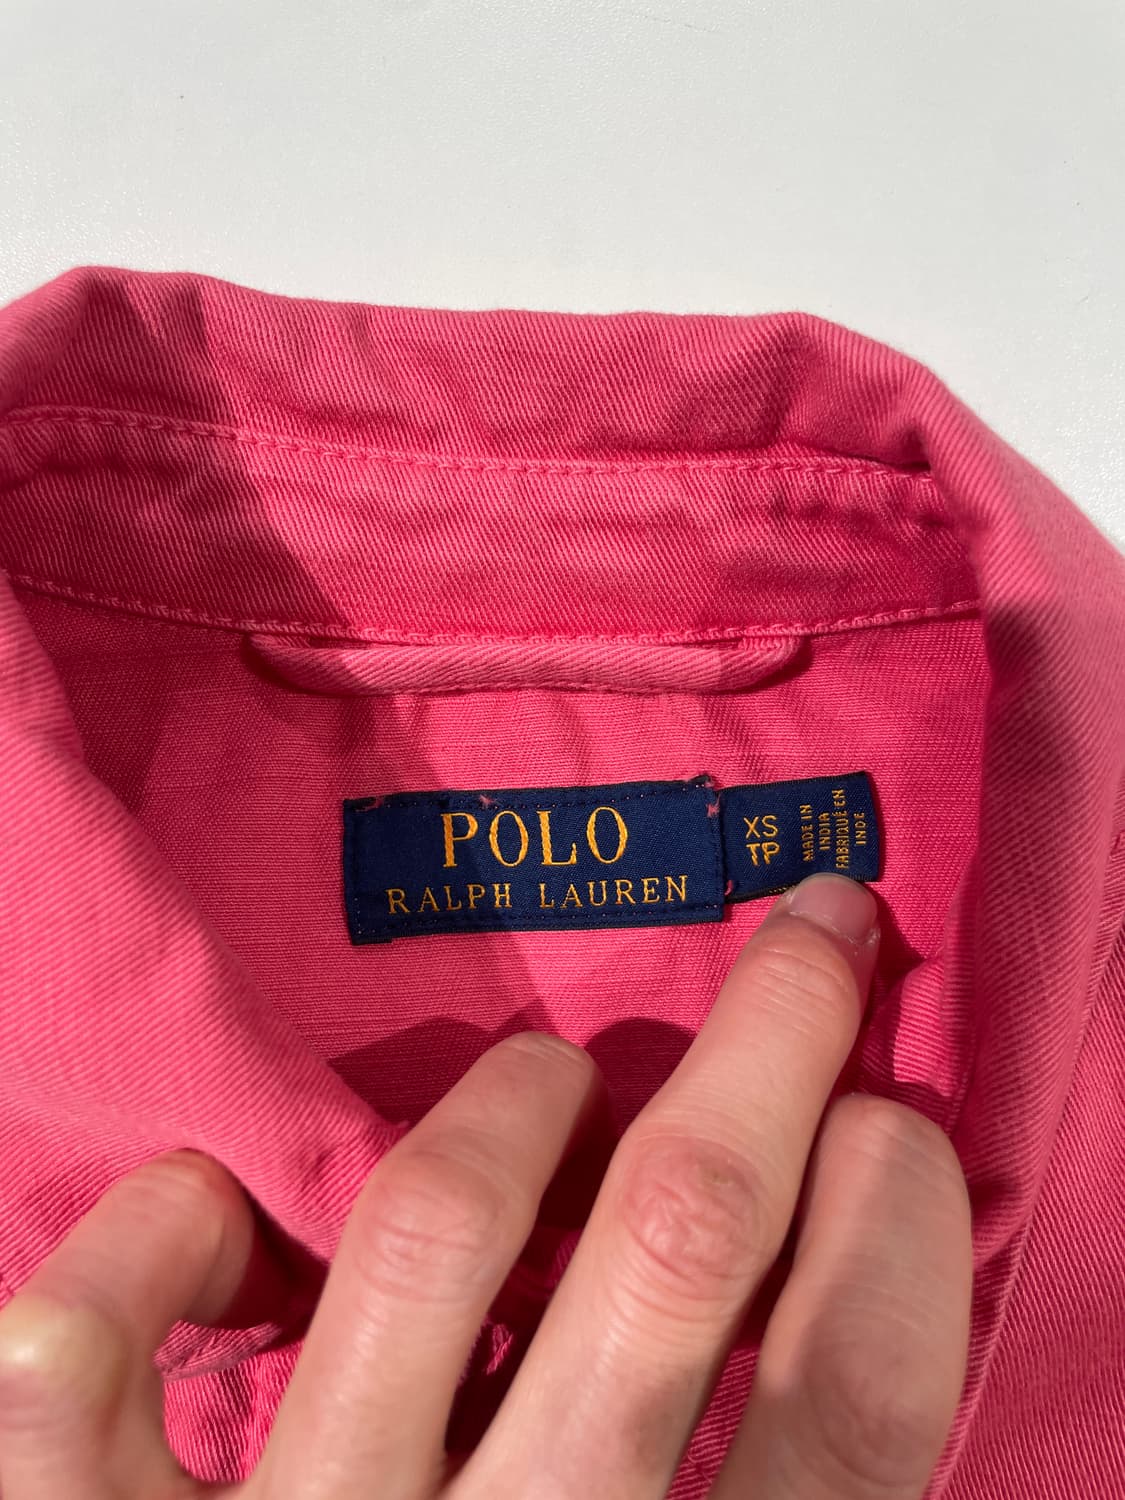 POLO
RALPH LAUREN
XS
TP
MADE IN
INDIA
FABRIQUÉ EN
INDE